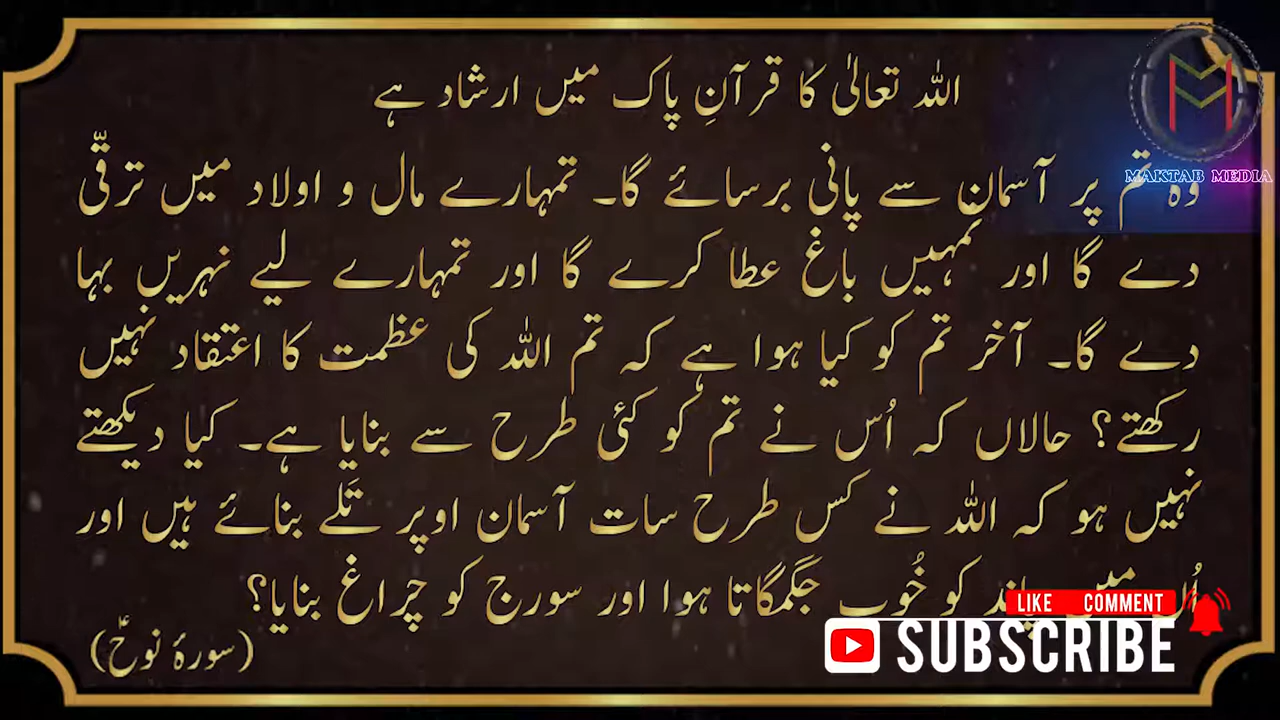 اللہ تعالیٰ کا قرآنِ پاک میں ارشاد ہے
MAKTAB MEDIA
وہ تم پر آسمان سے پانی برسائے گا۔ تمہارے مال و اولاد میں ترقّی
دے گا اور تمہیں باغ عطا کرے گا اور تمہارے لیے نہریں بہا
دے گا۔ آخر تم کو کیا ہوا ہے کہ تم اللہ کی عظمت کا اعتقاد نہیں
رکھتے؟ حالاں کہ اُس نے تم کو کئی طرح سے بنایا ہے۔ کیا دیکھتے
نہیں ہو کہ اللہ نے کس طرح سات آسمان اوپر تَلے بنائے ہیں اور
میں چاند کو خُوب جگمگاتا ہوا اور سورج کو چراغ بنایا؟
LIKE COMMENT
SUBSCRIBE
(سورۂ نوحؑ)